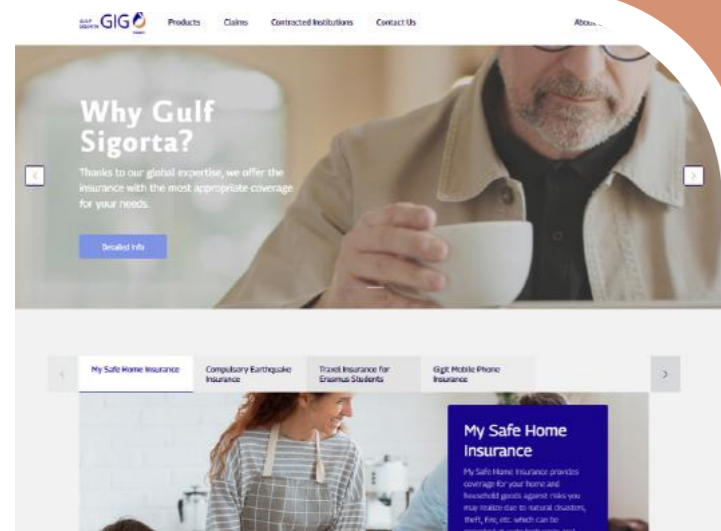 GULF
SIGORTA GIG
Products Claims Contracted Institutions Contact Us
Why Gulf
Sigorta?
Thanks to our global expertise, we offer the
insurance with the most appropriate coverage
for your needs.
Detailed Info
My Safe Home Insurance
Compulsory Earthquake
Insurance
Travel Insurance for
Erasmus Students
Gigit Mobile Phone
Insurance
My Safe Home
Insurance
My Safe Home Insurance provides
coverage for your home and
household goods against risks you
may realize due to natural disasters,
theft, fire, etc. which can be